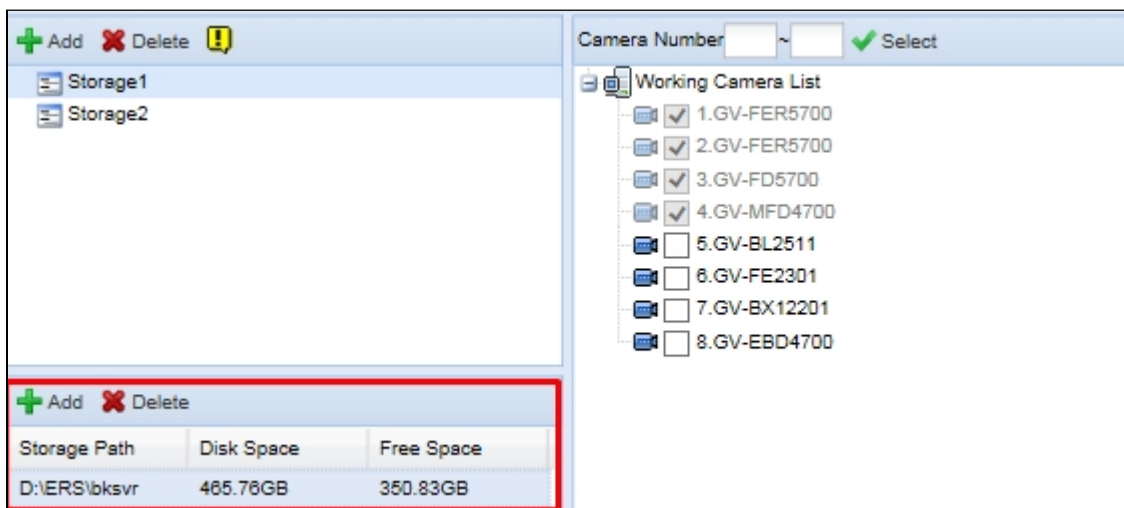 Add Delete
Storage1
Storage2
Add Delete
Storage Path Disk Space Free Space
D:\ERS\bksvr 465.76GB 350.83GB
Camera Number ~ Select
Working Camera List
1.GV-FER5700
2.GV-FER5700
3.GV-FD5700
4.GV-MFD4700
5.GV-BL2511
6.GV-FE2301
7.GV-BX12201
8.GV-EBD4700